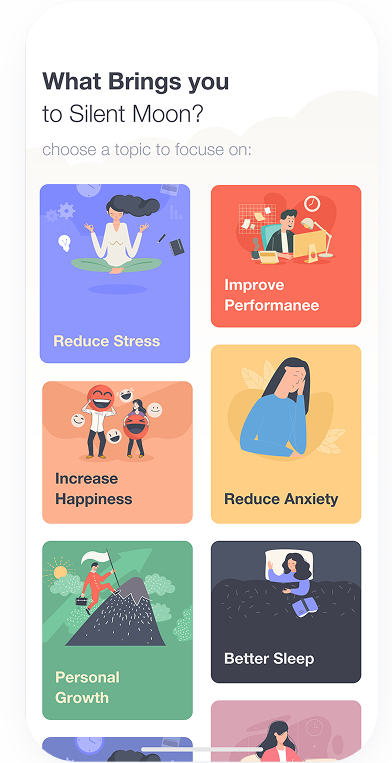 What Brings you
to Silent Moon?
choose a topic to focus on:
Reduce Stress
Improve
Performanee
Increase
Happiness
Reduce Anxiety
Personal
Growth
Better Sleep